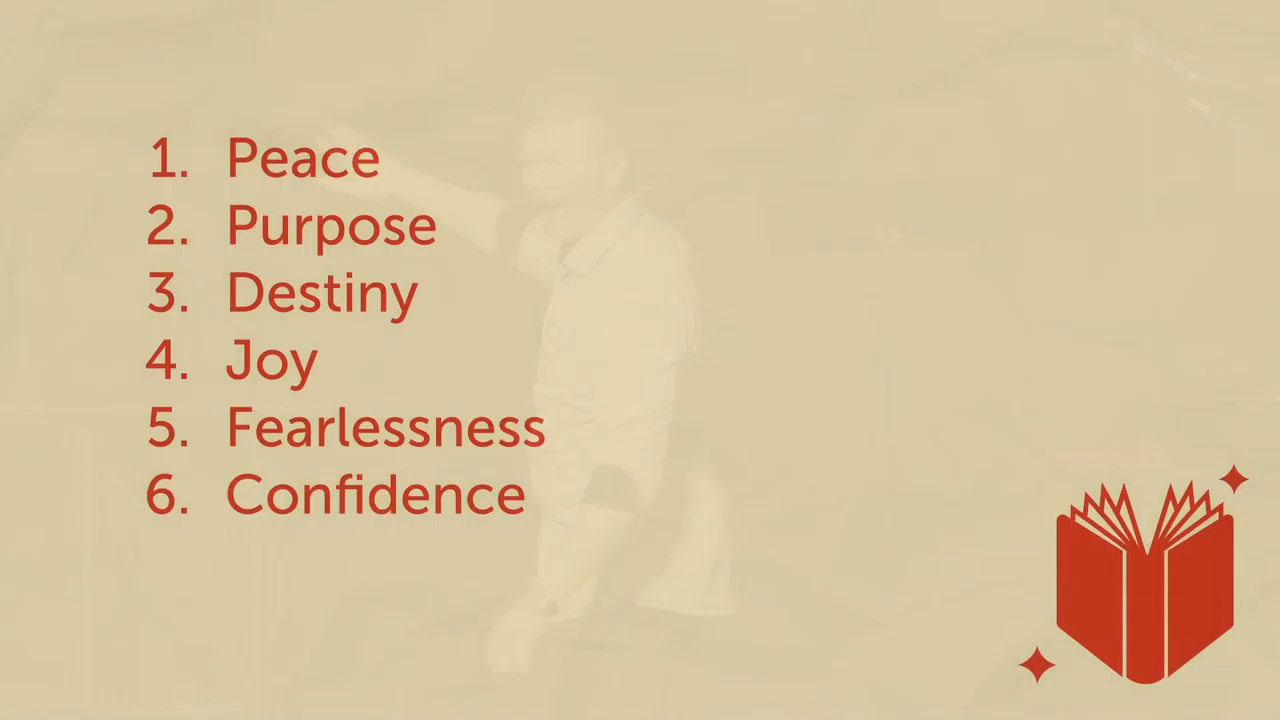 1. Peace
2. Purpose
3. Destiny
4. Joy
5. Fearlessness
6. Confidence